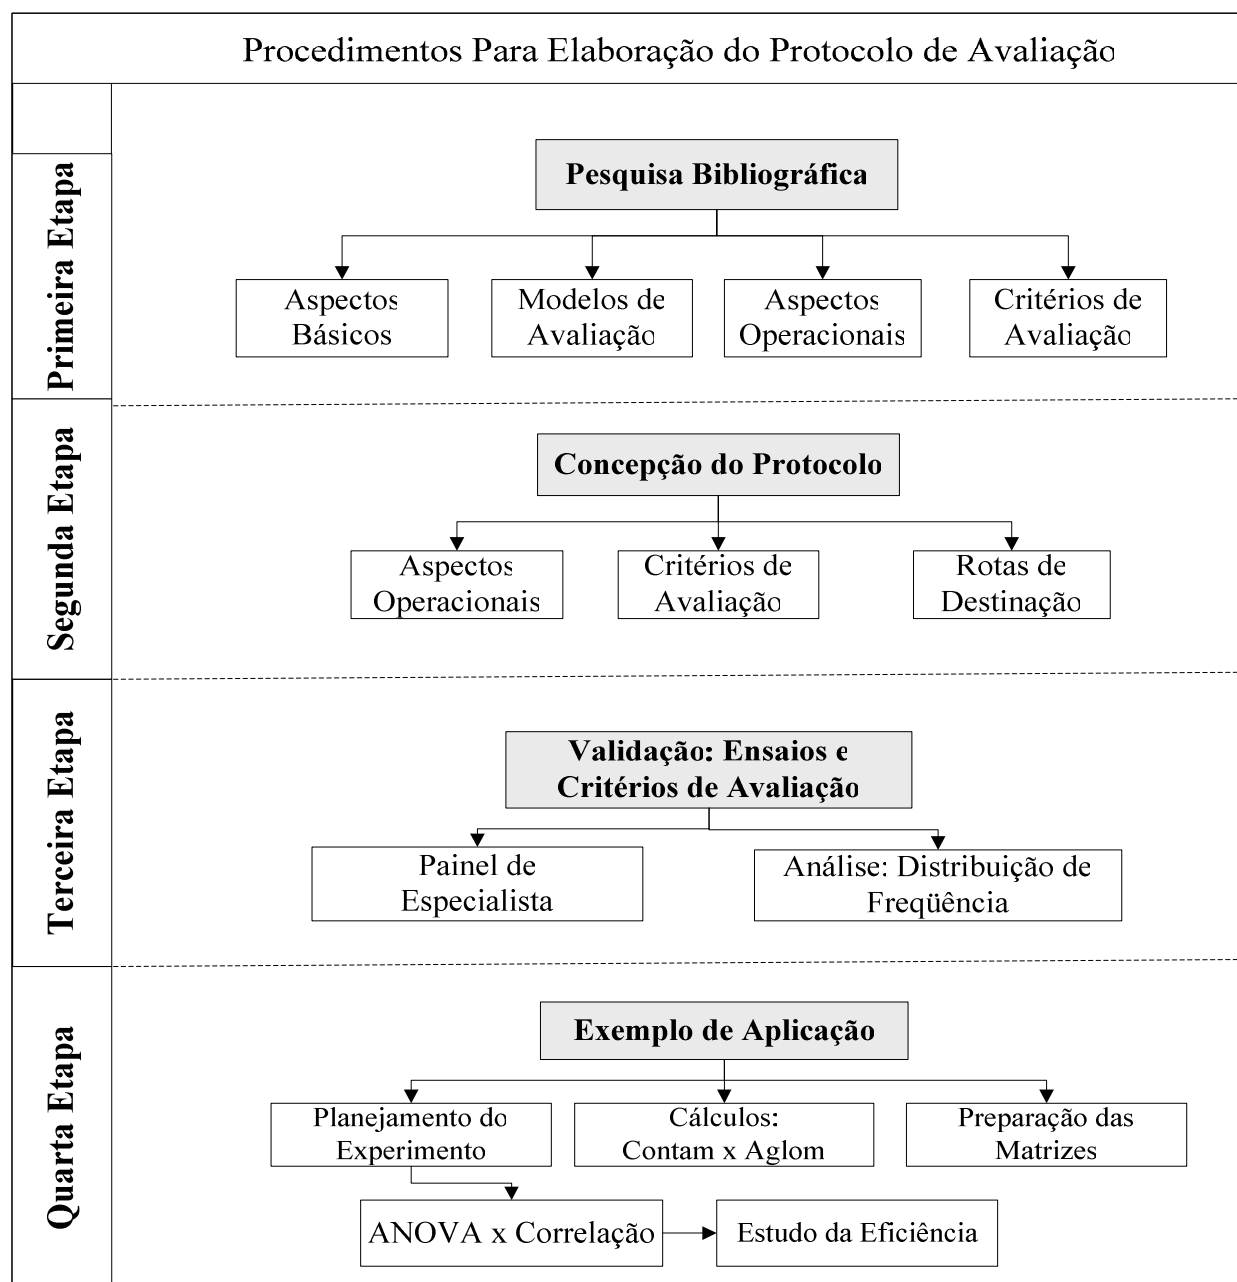 Procedimentos Para Elaboração do Protocolo de Avaliação
Primeira Etapa
Pesquisa Bibliográfica
Aspectos
Básicos
Modelos de
Avaliação
Aspectos
Operacionais
Critérios de
Avaliação
Segunda Etapa
Concepção do Protocolo
Aspectos
Operacionais
Critérios de
Avaliação
Rotas de
Destinação
Terceira Etapa
Validação: Ensaios e
Critérios de Avaliação
Painel de
Especialista
Análise: Distribuição de
Freqüência
Quarta Etapa
Exemplo de Aplicação
Planejamento do
Experimento
Cálculos:
Contam x Aglom
Preparação das
Matrizes
ANOVA x Correlação
Estudo da Eficiência